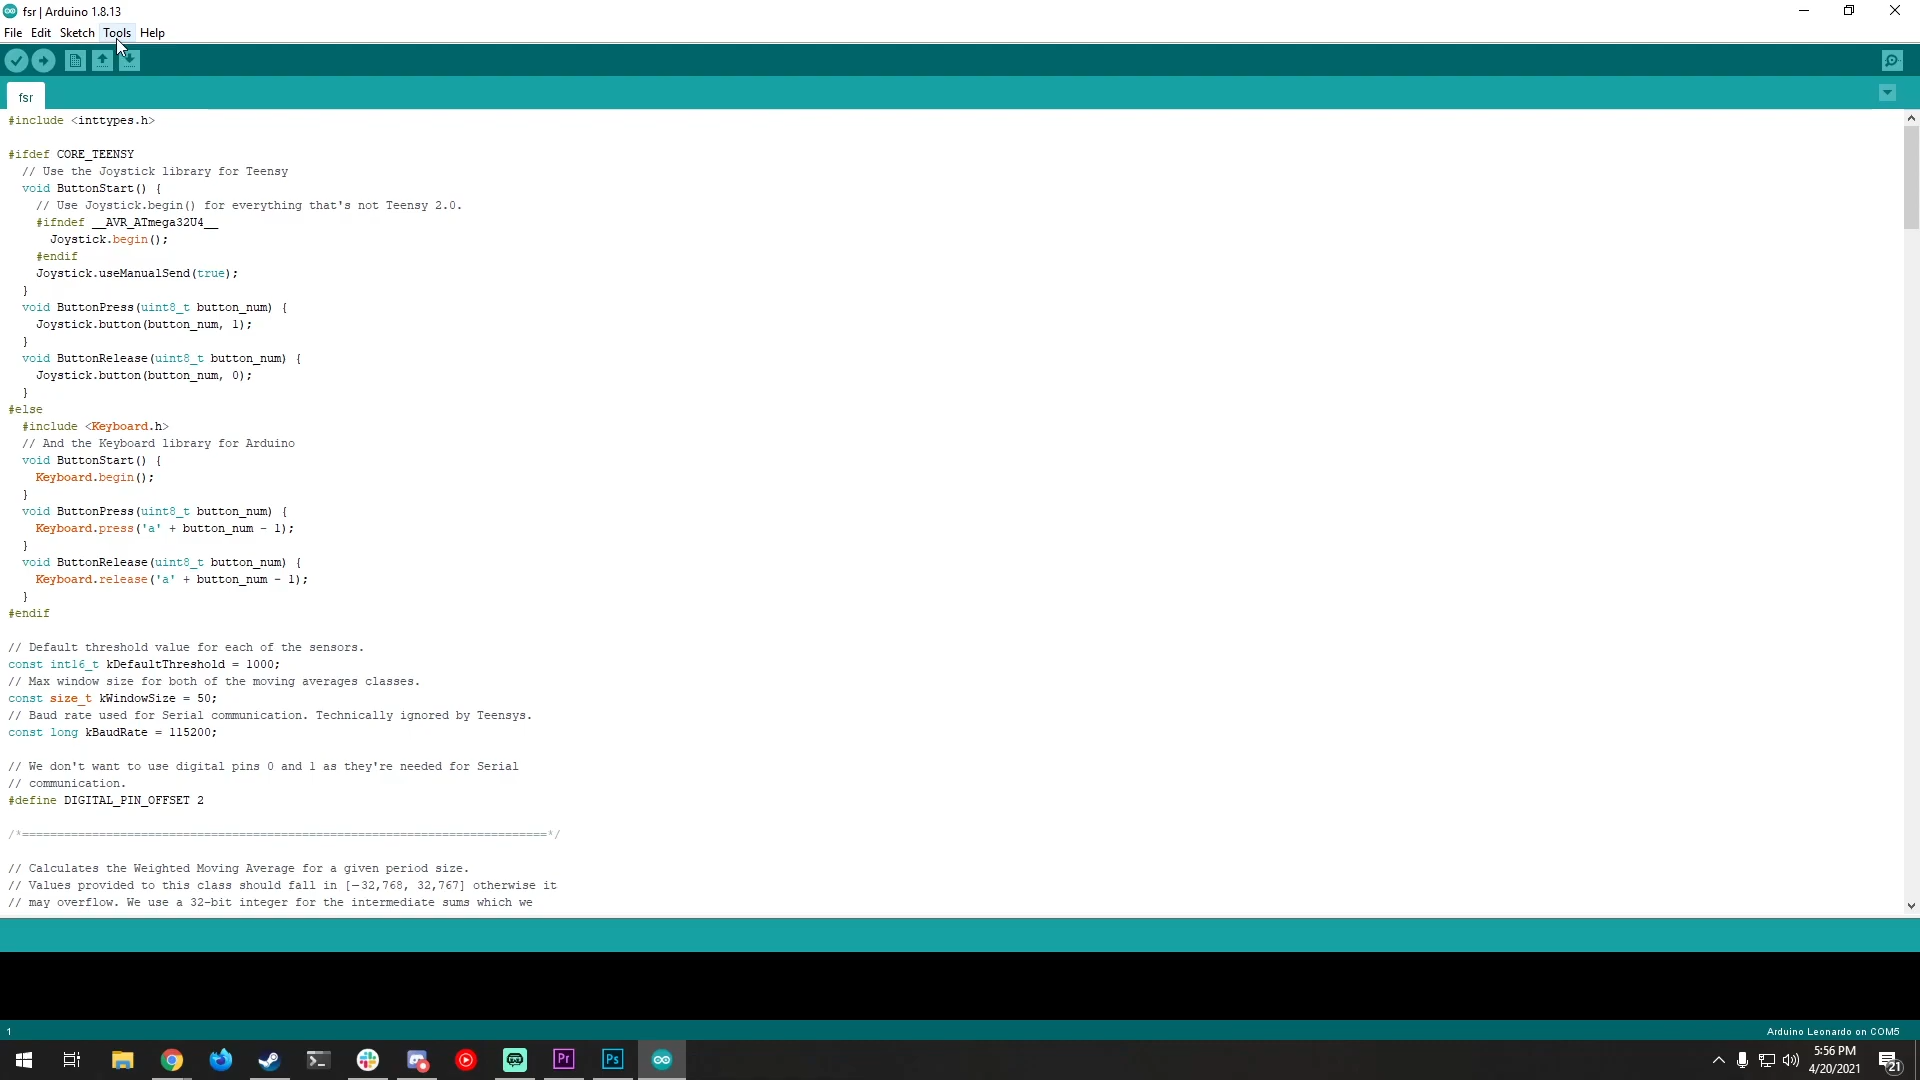 fsr | Arduino 1.8.13
File Edit Sketch Tools Help
fsr
#include <inttypes.h>
#ifdef CORE_TEENSY
// Use the Joystick library for Teensy
void ButtonStart() {
// Use Joystick.begin() for everything that's not Teensy 2.0.
#ifndef __AVR_ATmega32U4__
Joystick.begin();
#endif
Joystick.useManualSend(true);
}
void ButtonPress(uint8_t button_num) {
Joystick.button(button_num, 1);
}
void ButtonRelease(uint8_t button_num) {
Joystick.button(button_num, 0);
}
#else
#include <Keyboard.h>
// And the Keyboard library for Arduino
void ButtonStart() {
Keyboard.begin();
}
void ButtonPress(uint8_t button_num) {
Keyboard.press('a' + button_num - 1);
}
void ButtonRelease(uint8_t button_num) {
Keyboard.release('a' + button_num - 1);
}
#endif
// Default threshold value for each of the sensors.
const int16_t kDefaultThreshold = 1000;
// Max window size for both of the moving averages classes.
const size_t kWindowSize = 50;
// Baud rate used for Serial communication. Technically ignored by Teensys.
const long kBaudRate = 115200;
// We don't want to use digital pins 0 and 1 as they're needed for Serial
// communication.
#define DIGITAL_PIN_OFFSET 2
/*===========================================================================*/
// Calculates the Weighted Moving Average for a given period size.
// Values provided to this class should fall in [−32,768, 32,767] otherwise it
// may overflow. We use a 32-bit integer for the intermediate sums which we
1
Arduino Leonardo on COM5
Pr
Ps
5:56 PM
4/20/2021
21